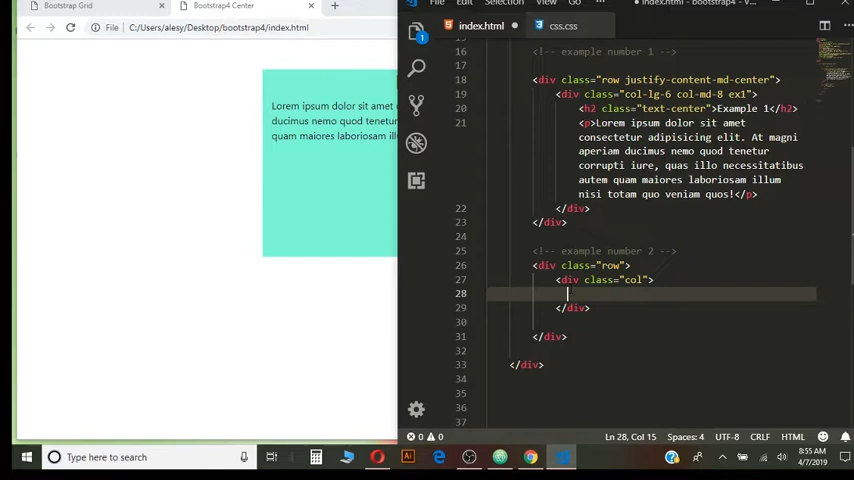 Bootstrap Grid
Bootstrap4 Center
File C:/Users/alesy/Desktop/bootstrap4/index.html
Lorem ipsum dolor sit amet
ducimus nemo quod tenetur
quam maiores laboriosam ill
File Edit Selection View
index.html - bootstrap4 - V...
index.html
css.css
16 <!-- example number 1 -->
17
18 <div class="row justify-content-md-center">
19 <div class="col-lg-6 col-md-8 ex1">
20 <h2 class="text-center">Example 1</h2>
21 <p>Lorem ipsum dolor sit amet
consectetur adipisicing elit. At magni
aperiam ducimus nemo quod tenetur
corrupti iure, quas illo necessitatibus
autem quam maiores laboriosam illum
nisi totam quo veniam quos!</p>
22 </div>
23 </div>
24
25 <!-- example number 2 -->
26 <div class="row">
27 <div class="col">
28
29 </div>
30
31 </div>
32
33 </div>
34
35
36
37
0 0 Ln 28, Col 15 Spaces: 4 UTF-8 CRLF HTML
Type here to search
8:55 AM
4/7/2019